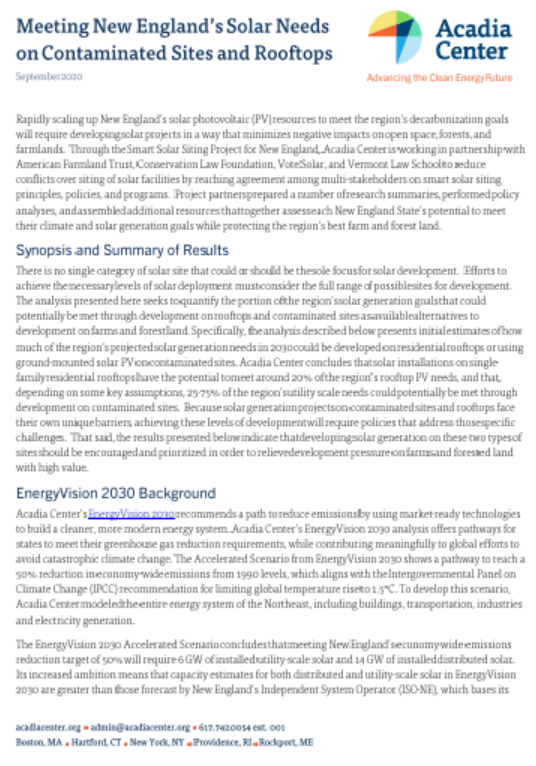 Meeting New England's Solar Needs
on Contaminated Sites and Rooftops
September 2020
Acadia
Center
Advancing the Clean Energy Future
Rapidly scaling up New England's solar photovoltaic (PV) resources to meet the region's decarbonization goals
will require developing solar projects in a way that minimizes negative impacts on open space, forests, and
farmlands. Through the Smart Solar Siting Project for New England, Acadia Center is working in partnership with
American Farmland Trust, Conservation Law Foundation, Vote Solar, and Vermont Law School to reduce
conflicts over siting of solar facilities by reaching agreement among multi-stakeholders on smart solar siting
principles, policies, and programs. Project partners prepared a number of research summaries, performed policy
analyses, and assembled additional resources that together assess each New England State's potential to meet
their climate and solar generation goals while protecting the region's best farm and forest land.
Synopsis and Summary of Results
There is no single category of solar site that could or should be the sole focus for solar development. Efforts to
achieve the necessary levels of solar deployment must consider the full range of possible sites for development.
The analysis presented here seeks to quantify the portion of the region's solar generation goals that could
potentially be met through development on rooftops and contaminated sites as available alternatives to
development on farms and forestland. Specifically, the analysis described below presents initial estimates of how
much of the region's projected solar generation needs in 2030 could be developed on residential rooftops or using
ground-mounted solar PV on contaminated sites. Acadia Center concludes that solar installations on single-
family residential rooftops have the potential to meet around 20% of the region's rooftop PV needs, and that,
depending on some key assumptions, 25-75% of the region's utility scale needs could potentially be met through
development on contaminated sites. Because solar generation projects on contaminated sites and rooftops face
their own unique barriers, achieving these levels of development will require policies that address those specific
challenges. That said, the results presented below indicate that developing solar generation on these two types of
sites should be encouraged and prioritized in order to relieve development pressure on farms and forested land
with high value.
EnergyVision 2030 Background
Acadia Center's EnergyVision 2030 recommends a path to reduce emissions by using market-ready technologies
to build a cleaner, more modern energy system. Acadia Center's EnergyVision 2030 analysis offers pathways for
states to meet their greenhouse gas reduction requirements, while contributing meaningfully to global efforts to
avoid catastrophic climate change. The Accelerated Scenario from EnergyVision 2030 shows a pathway to reach a
50% reduction in economy-wide emissions from 1990 levels, which aligns with the Intergovernmental Panel on
Climate Change (IPCC) recommendation for limiting global temperature rise to 1.5°C. To develop this scenario,
Acadia Center modeled the entire energy system of the Northeast, including buildings, transportation, industries
and electricity generation.
The EnergyVision 2030 Accelerated Scenario concludes that meeting New England's economy-wide emissions
reduction target of 50% will require 6 GW of installed utility-scale solar and 14 GW of installed distributed solar.
Its increased ambition means that capacity estimates for both distributed and utility-scale solar in EnergyVision
2030 are greater than those forecast by New England's Independent System Operator (ISO-NE), which bases its
acadiacenter.org • admin@acadiacenter.org • 617.742.0054 ext. 001
Boston, MA • Hartford, CT • New York, NY • Providence, RI • Rockport, ME